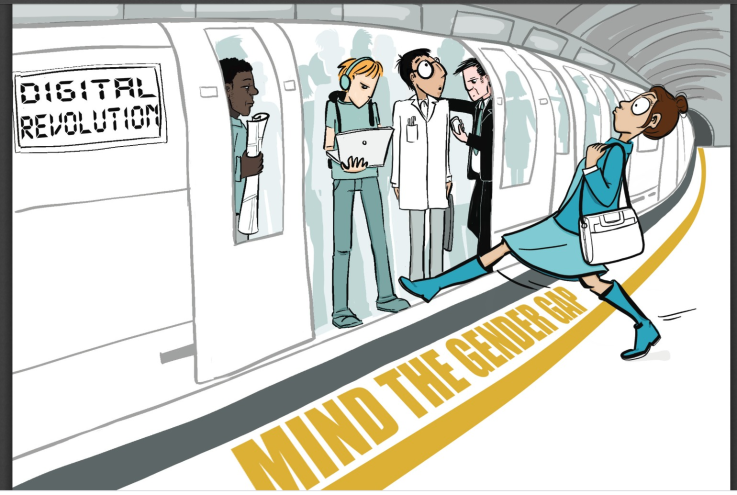 DIGITAL
REVOLUTION
MIND THE GENDER GAP